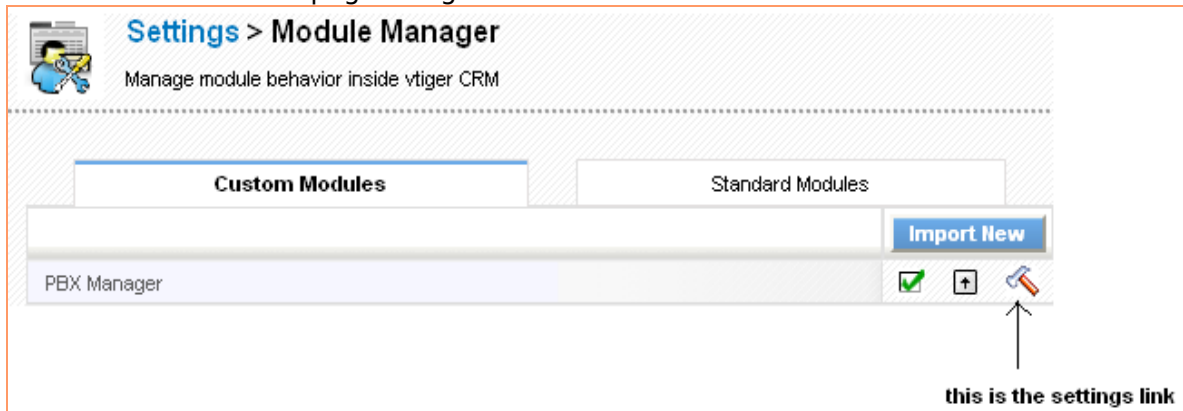 Settings > Module Manager
Manage module behavior inside vtiger CRM
Custom Modules
Standard Modules
Import New
PBX Manager
this is the settings link